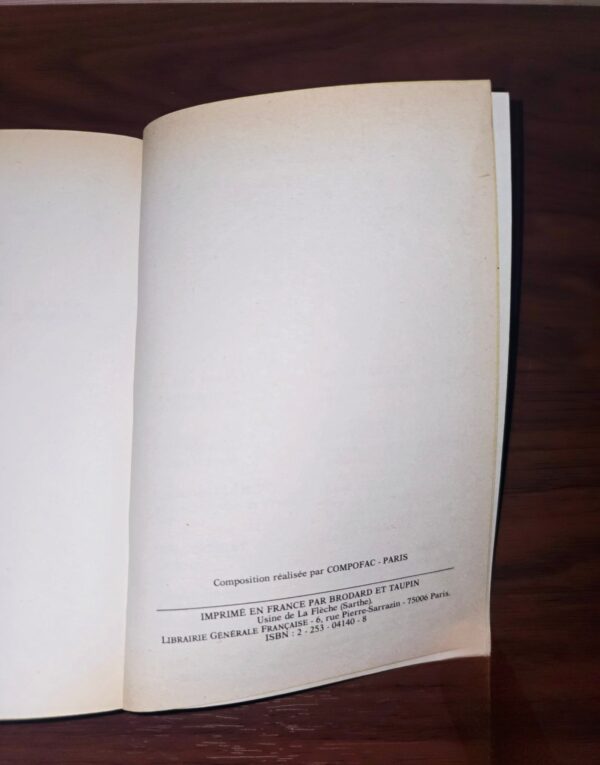 Composition réalisée par COMPOFAC - PARIS
IMPRIMÉ EN FRANCE PAR BRODARD ET TAUPIN
Usine de La Flèche (Sarthe).
LIBRAIRIE GÉNÉRALE FRANÇAISE - 6, rue Pierre-Sarrazin - 75006 Paris.
ISBN : 2 - 253 - 04140 - 8